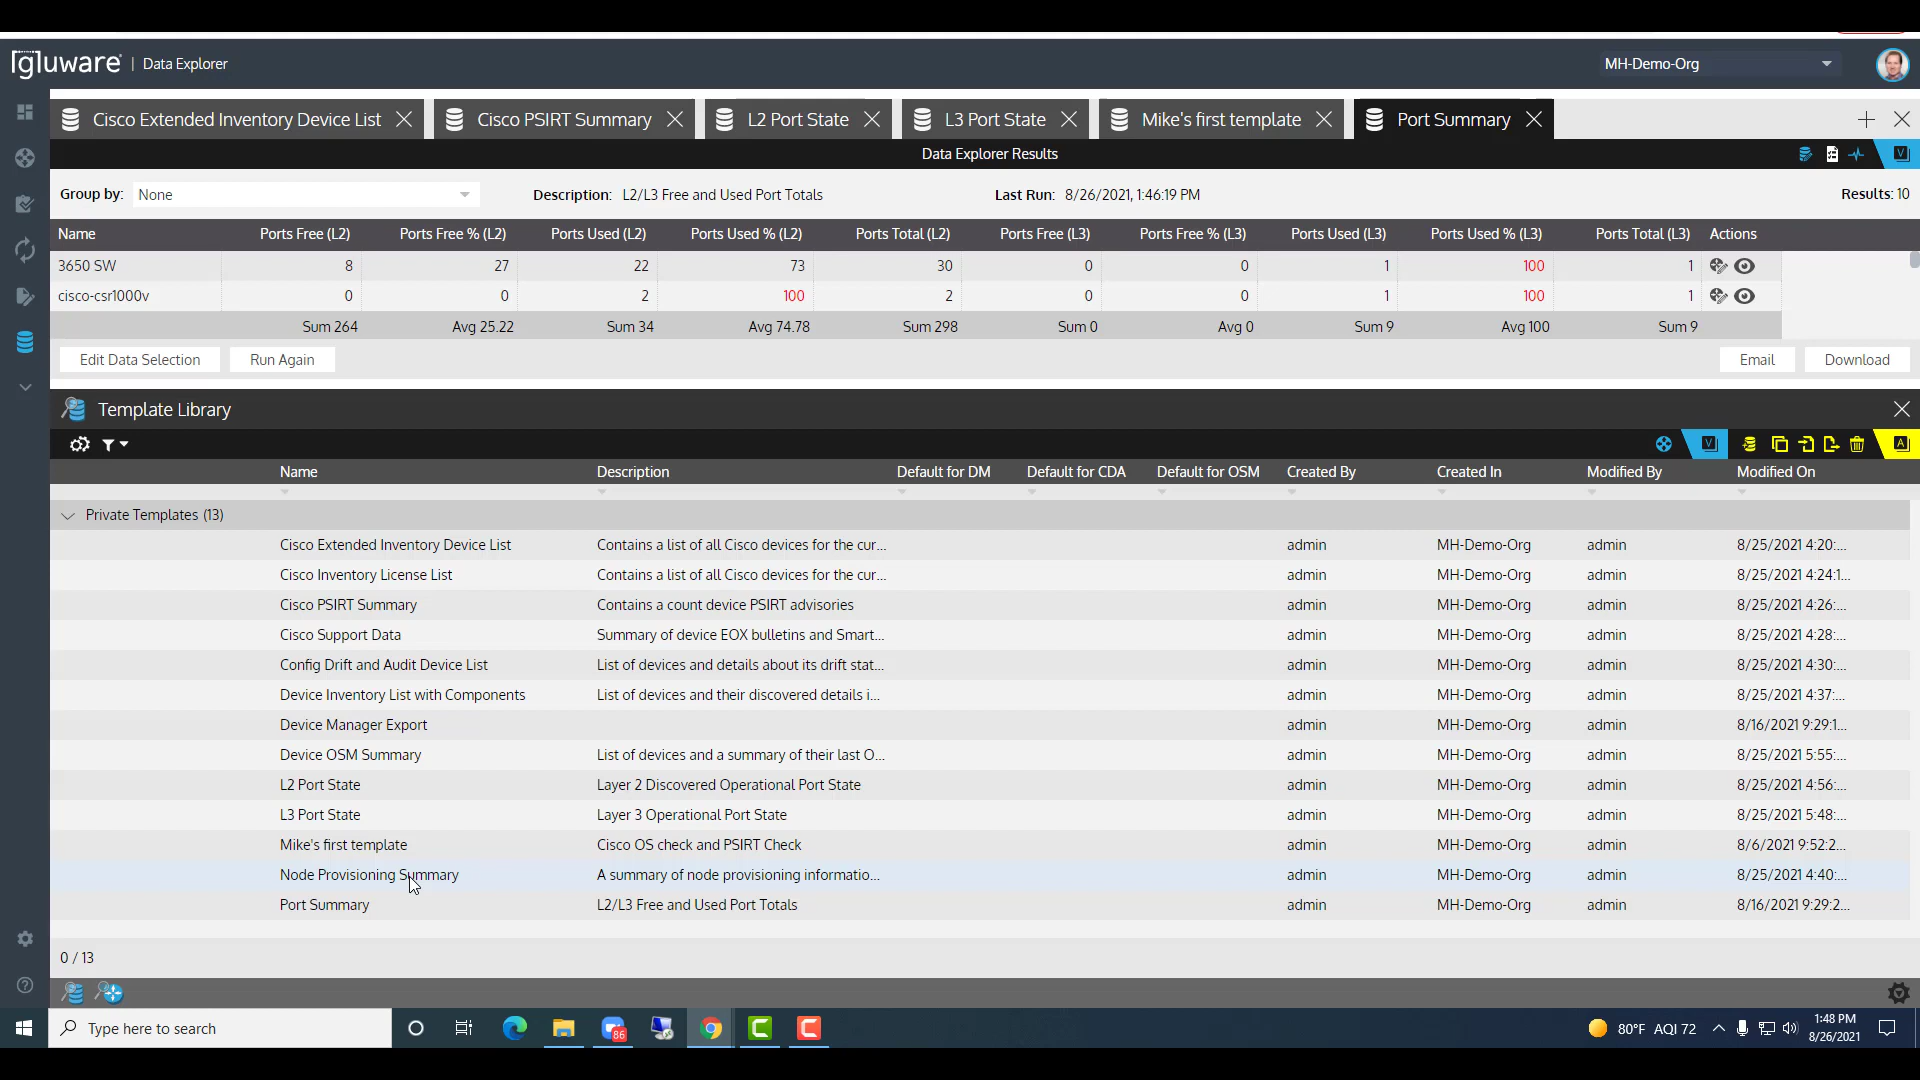 gluware | Data Explorer MH-Demo-Org
Cisco Extended Inventory Device List Cisco PSIRT Summary L2 Port State L3 Port State Mike's first template Port Summary
Data Explorer Results V
Group by: None Description: L2/L3 Free and Used Port Totals Last Run: 8/26/2021, 1:46:19 PM Results: 10
Name Ports Free (L2) Ports Free % (L2) Ports Used (L2) Ports Used % (L2) Ports Total (L2) Ports Free (L3) Ports Free % (L3) Ports Used (L3) Ports Used % (L3) Ports Total (L3) Actions
3650 SW 8 27 22 73 30 0 0 1 100 1
cisco-csr1000v 0 0 2 100 2 0 0 1 100 1
Sum 264 Avg 25.22 Sum 34 Avg 74.78 Sum 298 Sum 0 Avg 0 Sum 9 Avg 100 Sum 9
Edit Data Selection Run Again Email Download
Template Library
V A
Name Description Default for DM Default for CDA Default for OSM Created By Created In Modified By Modified On
Private Templates (13)
Cisco Extended Inventory Device List Contains a list of all Cisco devices for the cur... admin MH-Demo-Org admin 8/25/2021 4:20:...
Cisco Inventory License List Contains a list of all Cisco devices for the cur... admin MH-Demo-Org admin 8/25/2021 4:24:1...
Cisco PSIRT Summary Contains a count device PSIRT advisories admin MH-Demo-Org admin 8/25/2021 4:26:...
Cisco Support Data Summary of device EOX bulletins and Smart... admin MH-Demo-Org admin 8/25/2021 4:28:...
Config Drift and Audit Device List List of devices and details about its drift stat... admin MH-Demo-Org admin 8/25/2021 4:30:...
Device Inventory List with Components List of devices and their discovered details i... admin MH-Demo-Org admin 8/25/2021 4:37:...
Device Manager Export admin MH-Demo-Org admin 8/16/2021 9:29:1...
Device OSM Summary List of devices and a summary of their last O... admin MH-Demo-Org admin 8/25/2021 5:55:...
L2 Port State Layer 2 Discovered Operational Port State admin MH-Demo-Org admin 8/25/2021 4:56:...
L3 Port State Layer 3 Operational Port State admin MH-Demo-Org admin 8/25/2021 5:48:...
Mike's first template Cisco OS check and PSIRT Check admin MH-Demo-Org admin 8/6/2021 9:52:2...
Node Provisioning Summary A summary of node provisioning informatio... admin MH-Demo-Org admin 8/25/2021 4:40:...
Port Summary L2/L3 Free and Used Port Totals admin MH-Demo-Org admin 8/16/2021 9:29:2...
0 / 13
Type here to search 86 80°F AQI 72 1:48 PM
8/26/2021